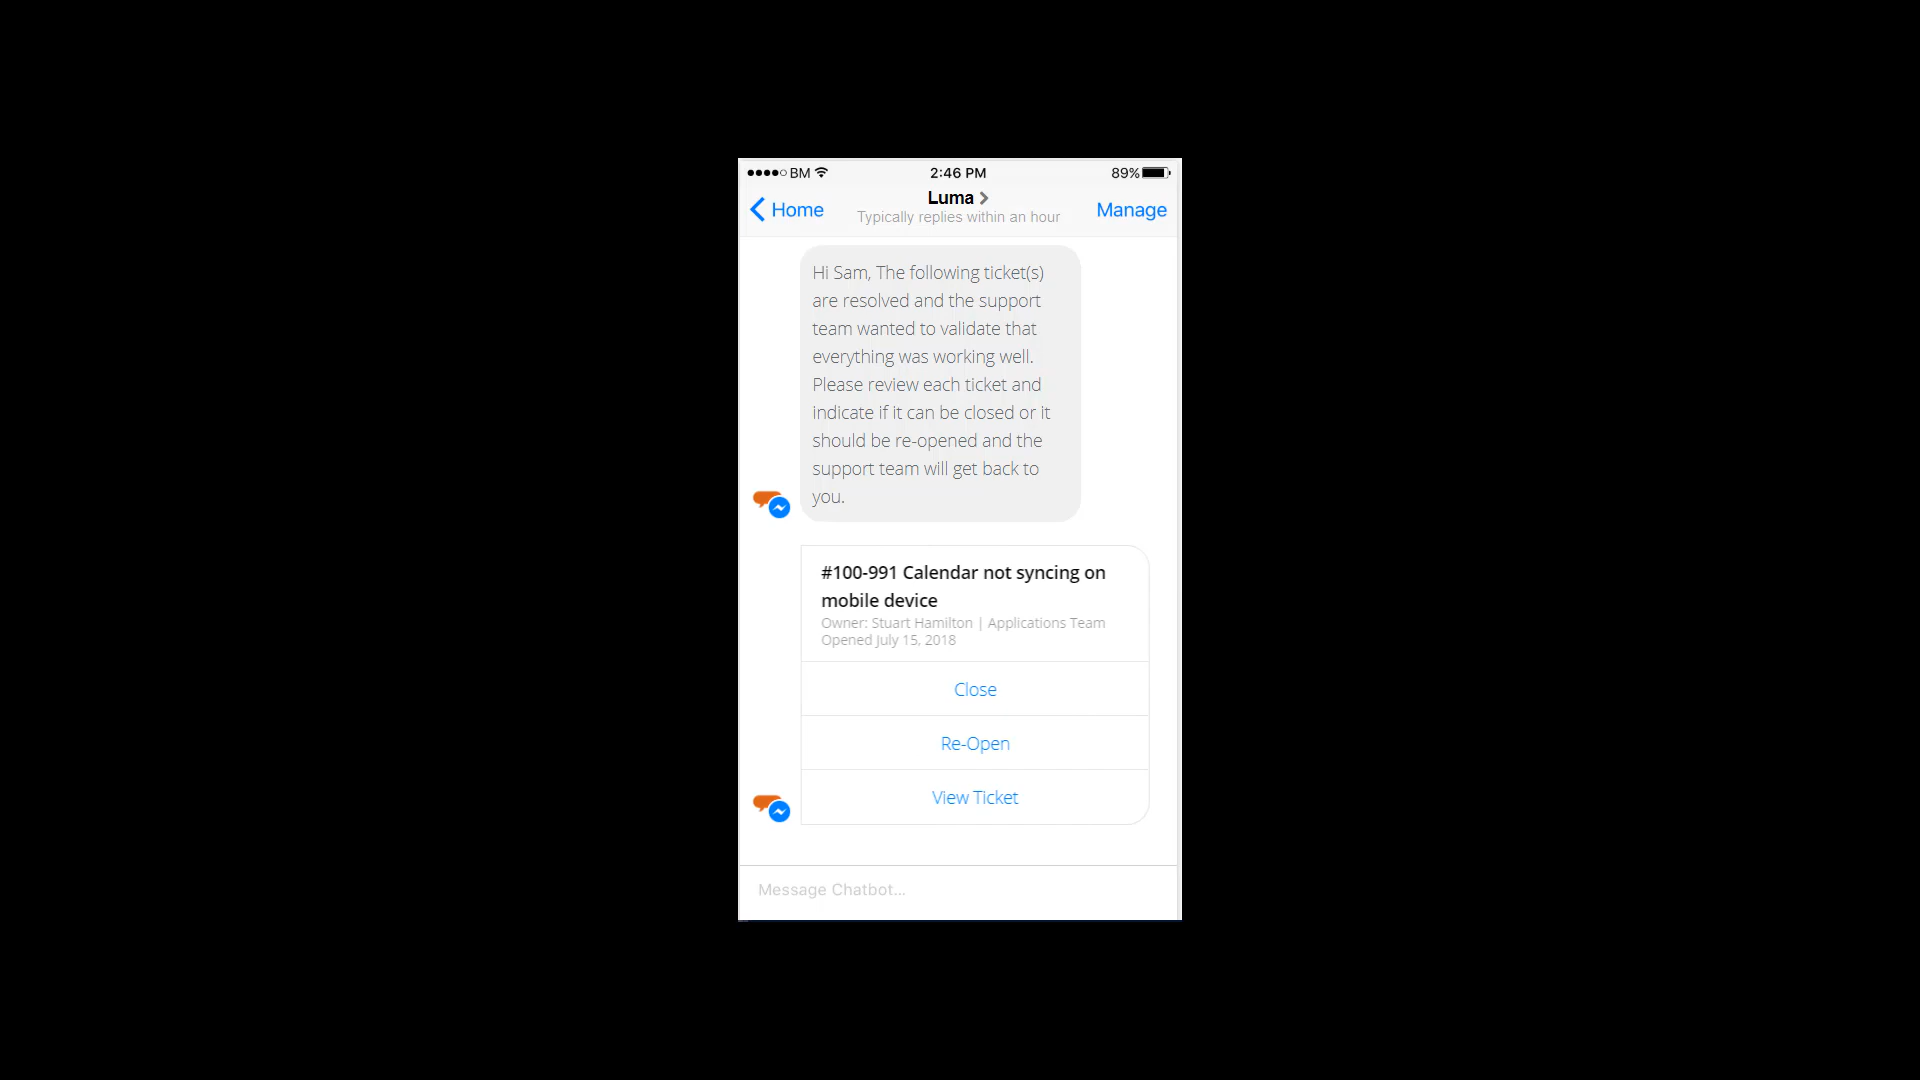 BM 2:46 PM 89%
Home Luma Manage
Typically replies within an hour
Hi Sam, The following ticket(s)
are resolved and the support
team wanted to validate that
everything was working well.
Please review each ticket and
indicate if it can be closed or it
should be re-opened and the
support team will get back to
you.
#100-991 Calendar not syncing on
mobile device
Owner: Stuart Hamilton | Applications Team
Opened July 15, 2018
Close
Re-Open
View Ticket
Message Chatbot...